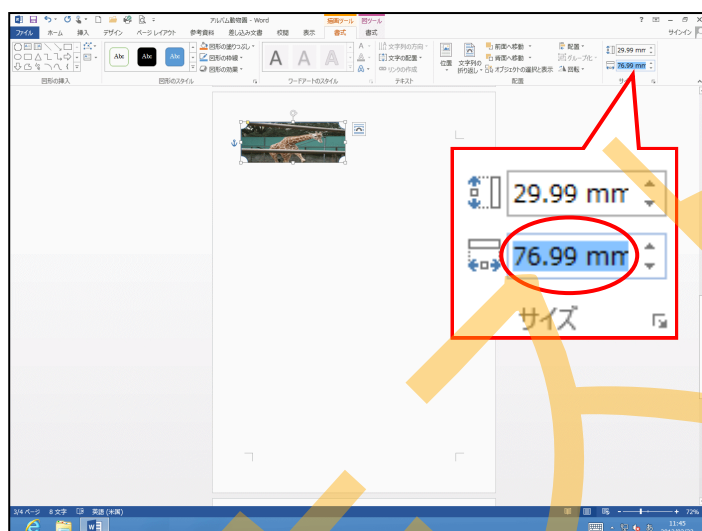 アルバム動物園 - Word
描画ツール 図ツール
ファイル ホーム 挿入 デザイン ページ レイアウト 参考資料 差し込み文書 校閲 表示 書式 書式 サインイン
Abc Abc Abc
図形の塗りつぶし
図形の枠線
図形の効果
A A A
文字列の方向
文字の配置
リンクの作成
位置 文字列の折り返し
前面へ移動
背面へ移動
オブジェクトの選択と表示
配置
グループ化
回転
29.99 mm
76.99 mm
図形の挿入 図形のスタイル ワードアートのスタイル テキスト 配置 サイズ
29.99 mm
76.99 mm
サイズ
3/4 ページ 8 文字 英語 (米国) 72%
11:45